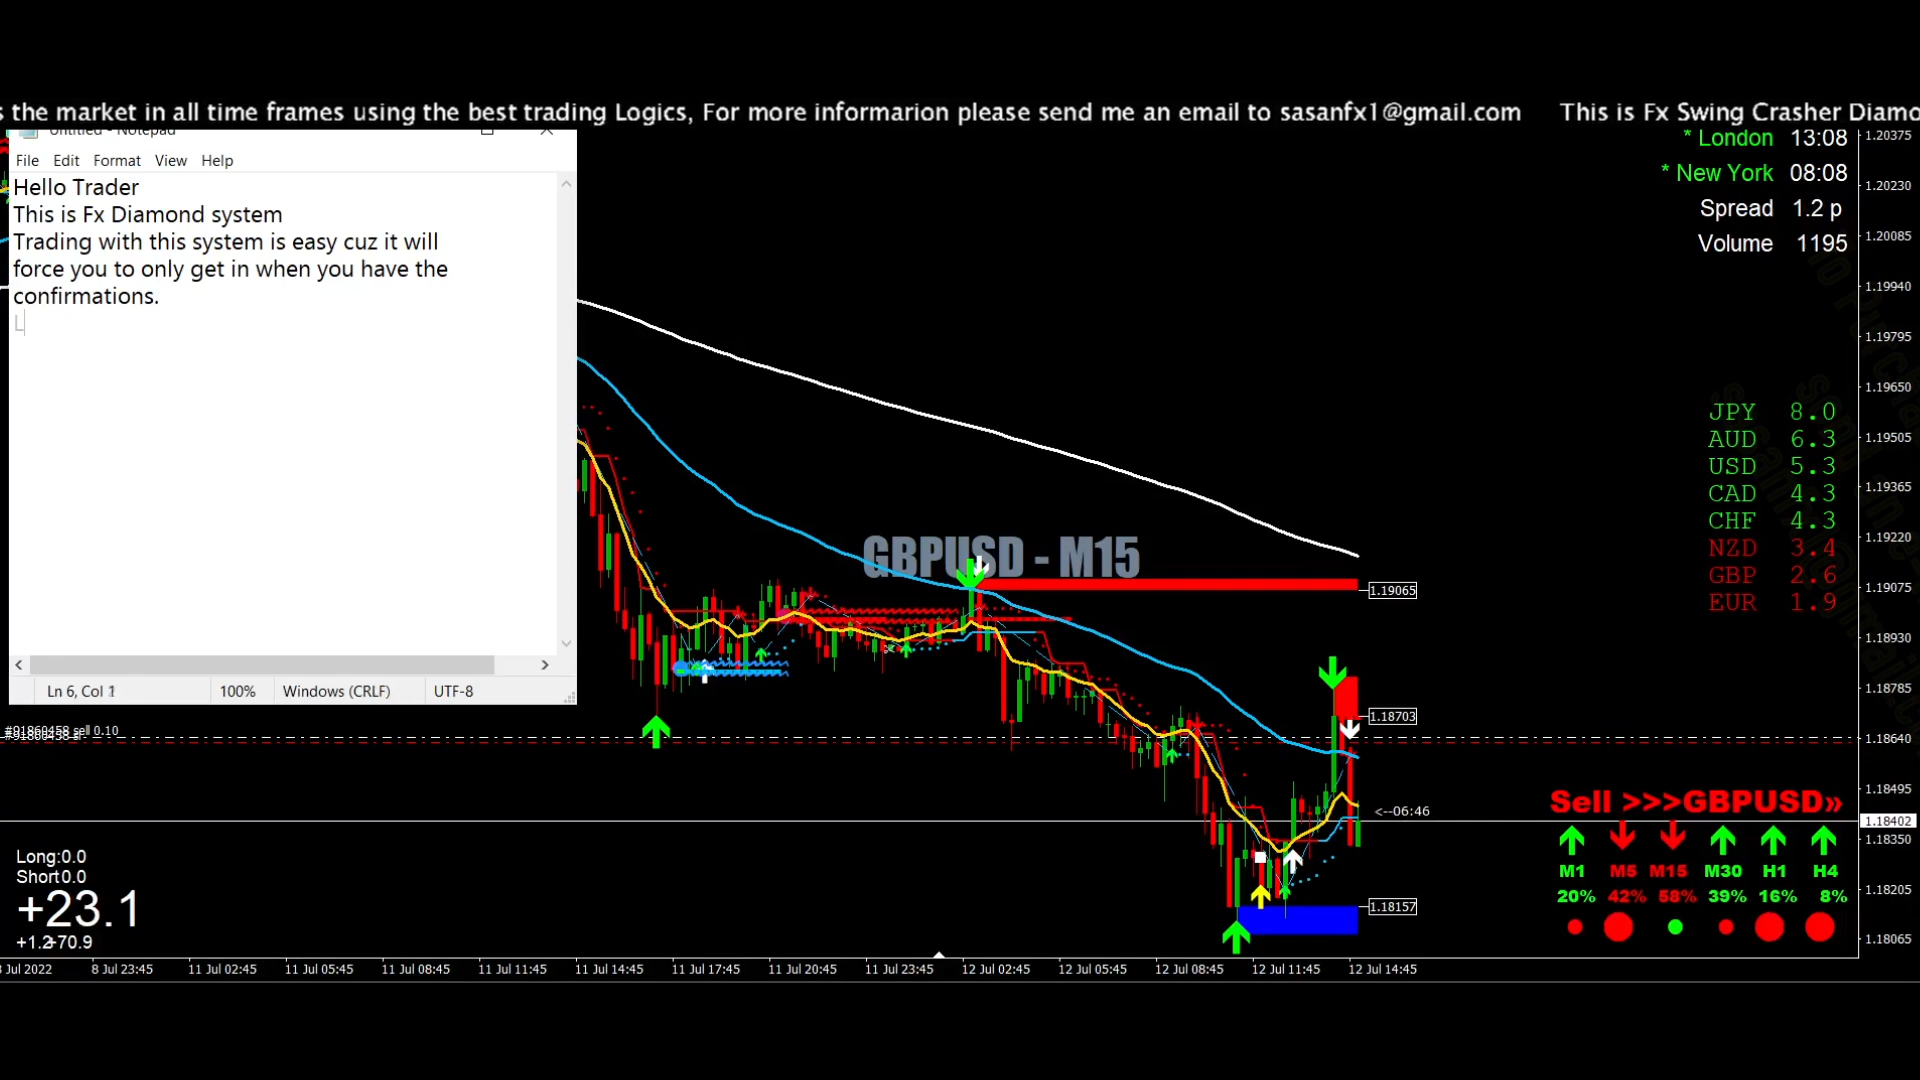 s the market in all time frames using the best trading Logics, For more informarion please send me an email to sasanfx1@gmail.com This is Fx Swing Crasher Diamo
Untitled - Notepad
File Edit Format View Help
Hello Trader
This is Fx Diamond system
Trading with this system is easy cuz it will
force you to only get in when you have the
confirmations.
L
Ln 6, Col 1 100% Windows (CRLF) UTF-8
* London 13:08
* New York 08:08
Spread 1.2 p
Volume 1195
JPY 8.0
AUD 6.3
USD 5.3
CAD 4.3
CHF 4.3
NZD 3.4
GBP 2.6
EUR 1.9
1.20375
1.20230
1.20085
1.19940
1.19795
1.19650
1.19505
1.19365
1.19220
1.19075
1.18930
1.18785
1.18640
1.18495
1.18402
1.18350
1.18205
1.18065
GBPUSD - M15
1.19065
1.18703
<--06:46
1.18157
#91860458 sell 0.10
Sell >>>GBPUSD»
M1 M5 M15 M30 H1 H4
20% 42% 58% 39% 16% 8%
Long:0.0
Short0.0
+23.1
+1.2 +70.9
Jul 2022 8 Jul 23:45 11 Jul 02:45 11 Jul 05:45 11 Jul 08:45 11 Jul 11:45 11 Jul 14:45 11 Jul 17:45 11 Jul 20:45 11 Jul 23:45 12 Jul 02:45 12 Jul 05:45 12 Jul 08:45 12 Jul 11:45 12 Jul 14:45